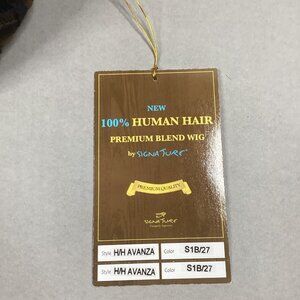 NEW
100% HUMAN HAIR
PREMIUM BLEND WIG
by SIGNATURE
PREMIUM QUALITY
SIGNATURE
Style H/H AVANZA Color S1B/27
Style H/H AVANZA Color S1B/27